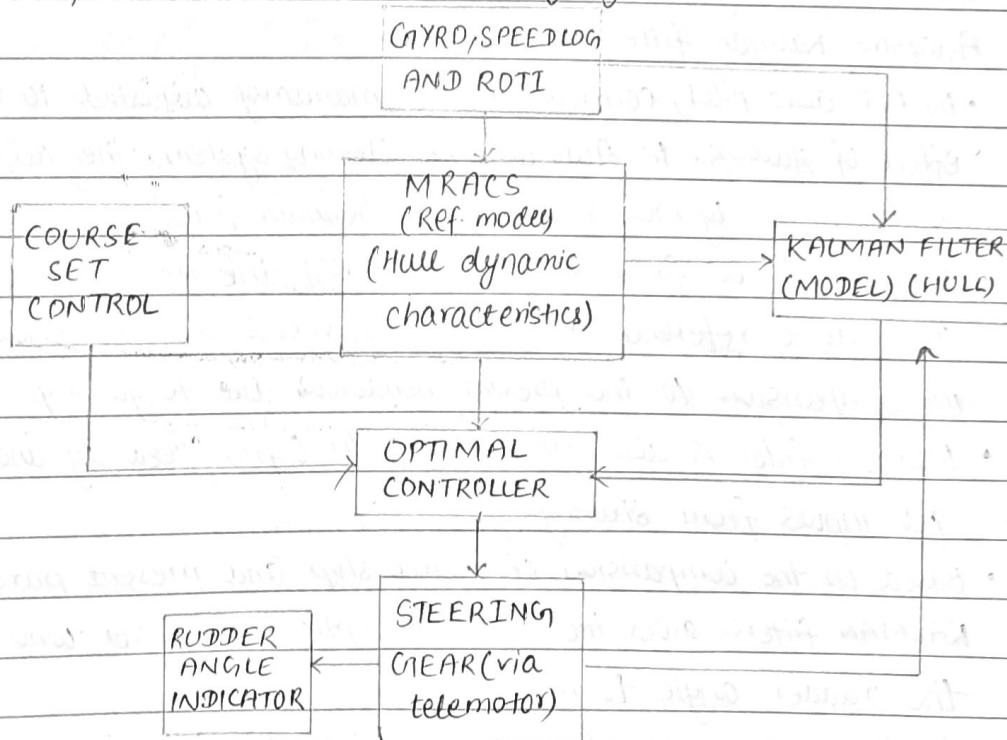 GYRO, SPEEDLOG
AND ROTI
MRACS
(Ref. model)
(Hull dynamic
characteristics)
COURSE
SET
CONTROL
KALMAN FILTER
(MODEL) (HULL)
OPTIMAL
CONTROLLER
STEERING
GEAR (via
telemotor)
RUDDER
ANGLE
INDICATOR